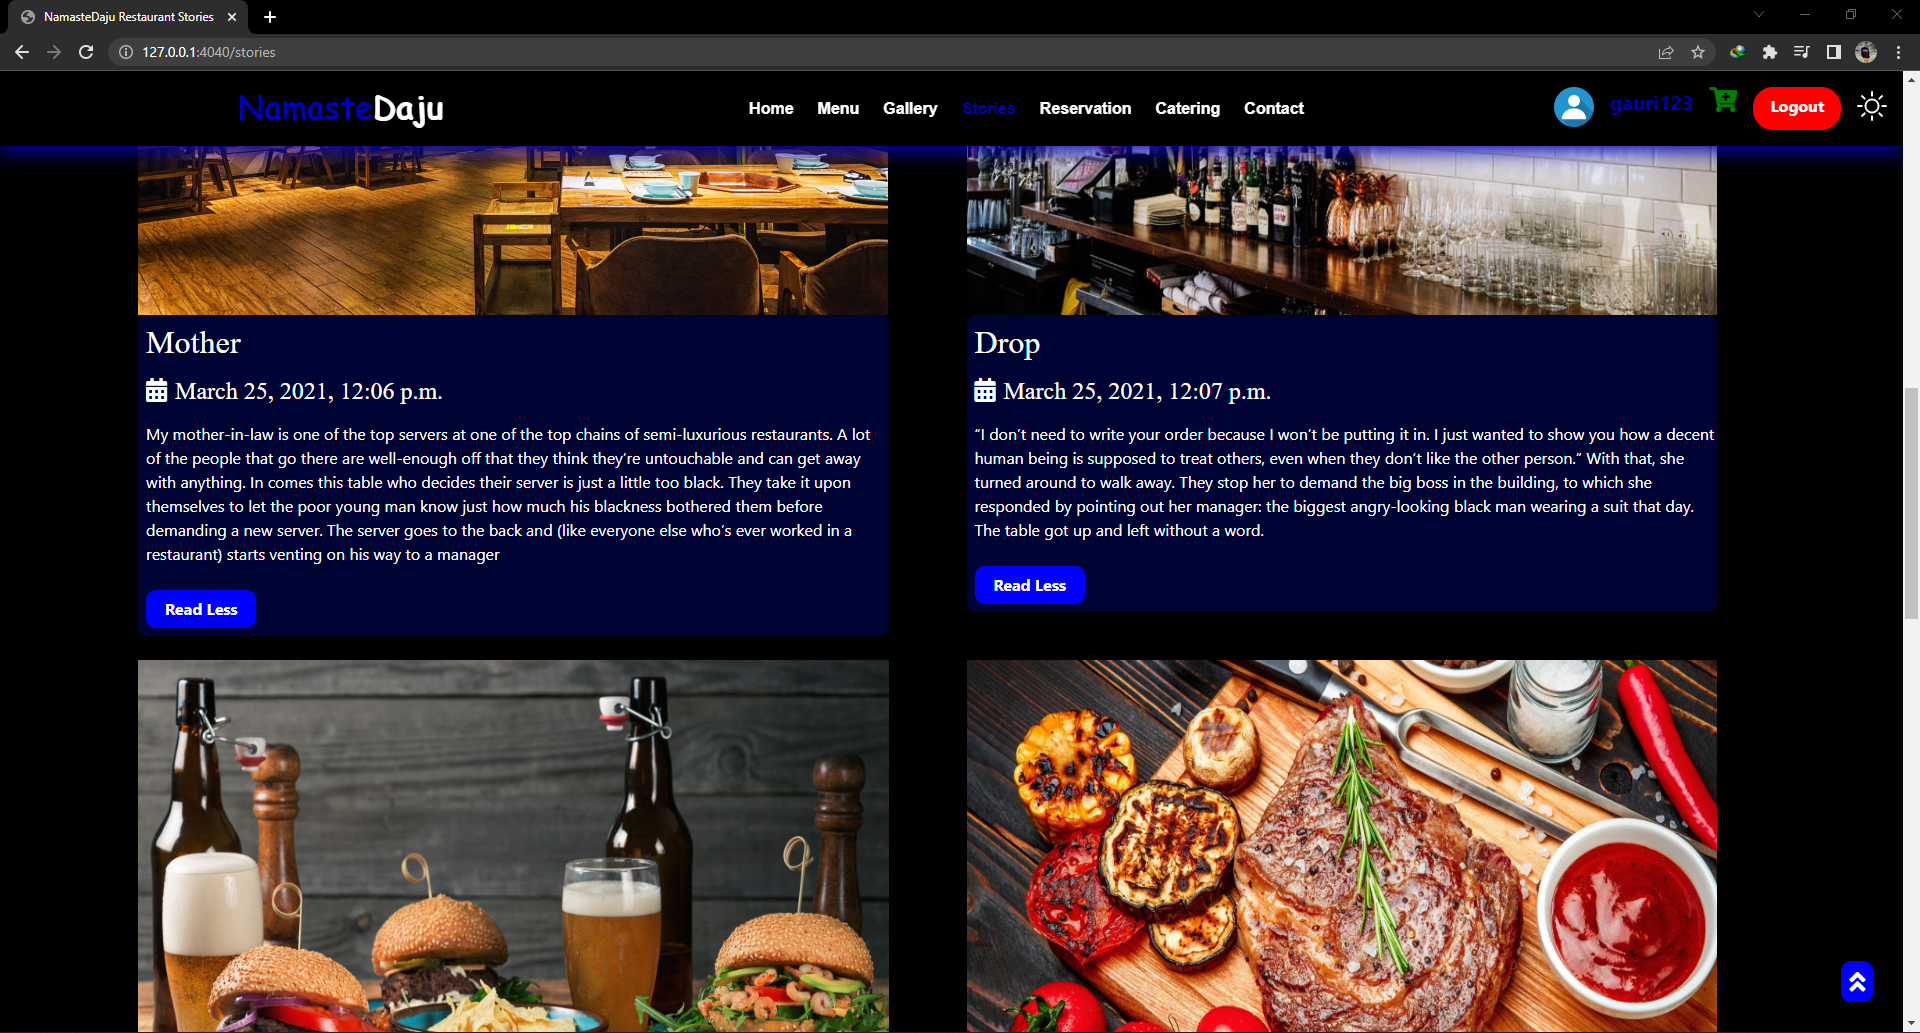 NamasteDaju Restaurant Stories
127.0.0.1:4040/stories
NamasteDaju
Home Menu Gallery Stories Reservation Catering Contact
gauri123
Logout
Mother
March 25, 2021, 12:06 p.m.
My mother-in-law is one of the top servers at one of the top chains of semi-luxurious restaurants. A lot
of the people that go there are well-enough off that they think they’re untouchable and can get away
with anything. In comes this table who decides their server is just a little too black. They take it upon
themselves to let the poor young man know just how much his blackness bothered them before
demanding a new server. The server goes to the back and (like everyone else who’s ever worked in a
restaurant) starts venting on his way to a manager
Read Less
Drop
March 25, 2021, 12:07 p.m.
“I don’t need to write your order because I won’t be putting it in. I just wanted to show you how a decent
human being is supposed to treat others, even when they don’t like the other person.” With that, she
turned around to walk away. They stop her to demand the big boss in the building, to which she
responded by pointing out her manager: the biggest angry-looking black man wearing a suit that day.
The table got up and left without a word.
Read Less